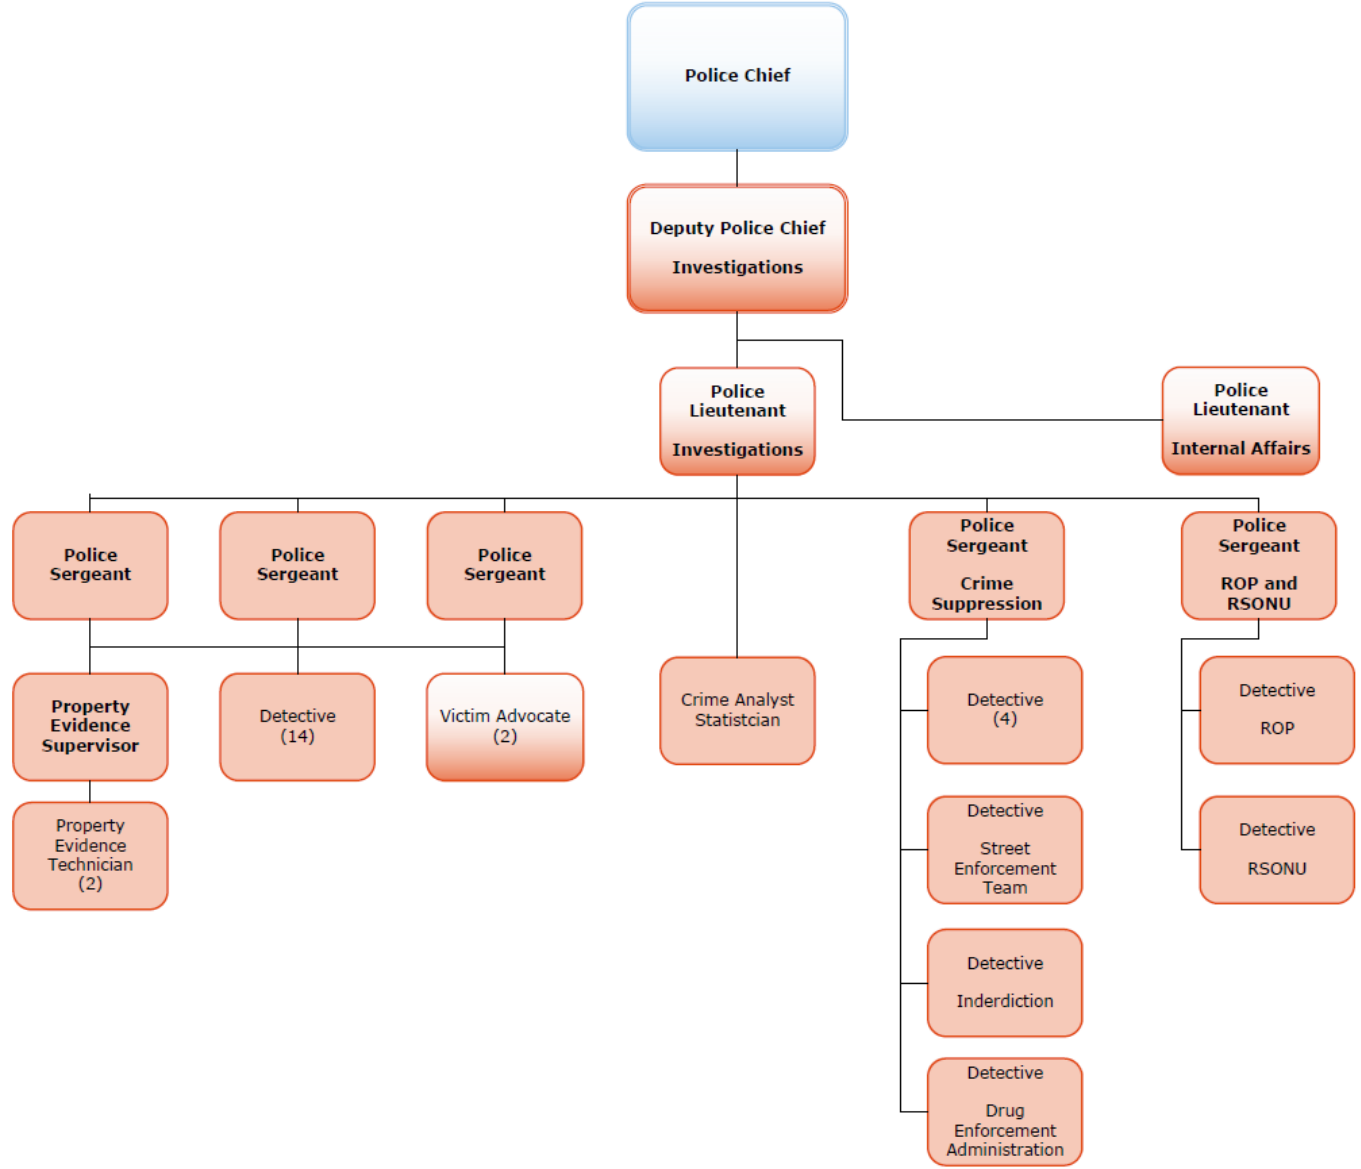 Police Chief
Deputy Police Chief
Investigations
Police
Lieutenant
Investigations
Police
Lieutenant
Internal Affairs
Police
Sergeant
Police
Sergeant
Police
Sergeant
Police
Sergeant
Crime
Suppression
Police
Sergeant
ROP and
RSONU
Property
Evidence
Supervisor
Detective
(14)
Victim Advocate
(2)
Crime Analyst
Statistcian
Detective
(4)
Detective
ROP
Property
Evidence
Technician
(2)
Detective
Street
Enforcement
Team
Detective
RSONU
Detective
Inderdiction
Detective
Drug
Enforcement
Administration